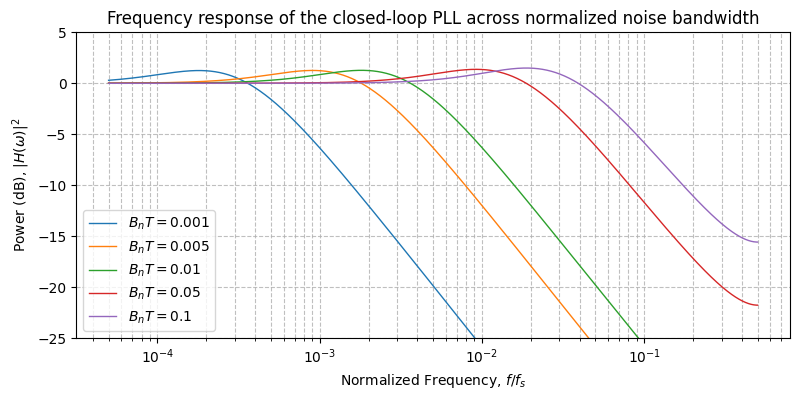 Frequency response of the closed-loop PLL across normalized noise bandwidth
5
0
−5
−10
−15
−20
−25
Power (dB), |H(ω)|²
BₙT = 0.001
BₙT = 0.005
BₙT = 0.01
BₙT = 0.05
BₙT = 0.1
10⁻⁴
10⁻³
10⁻²
10⁻¹
Normalized Frequency, f/fₛ